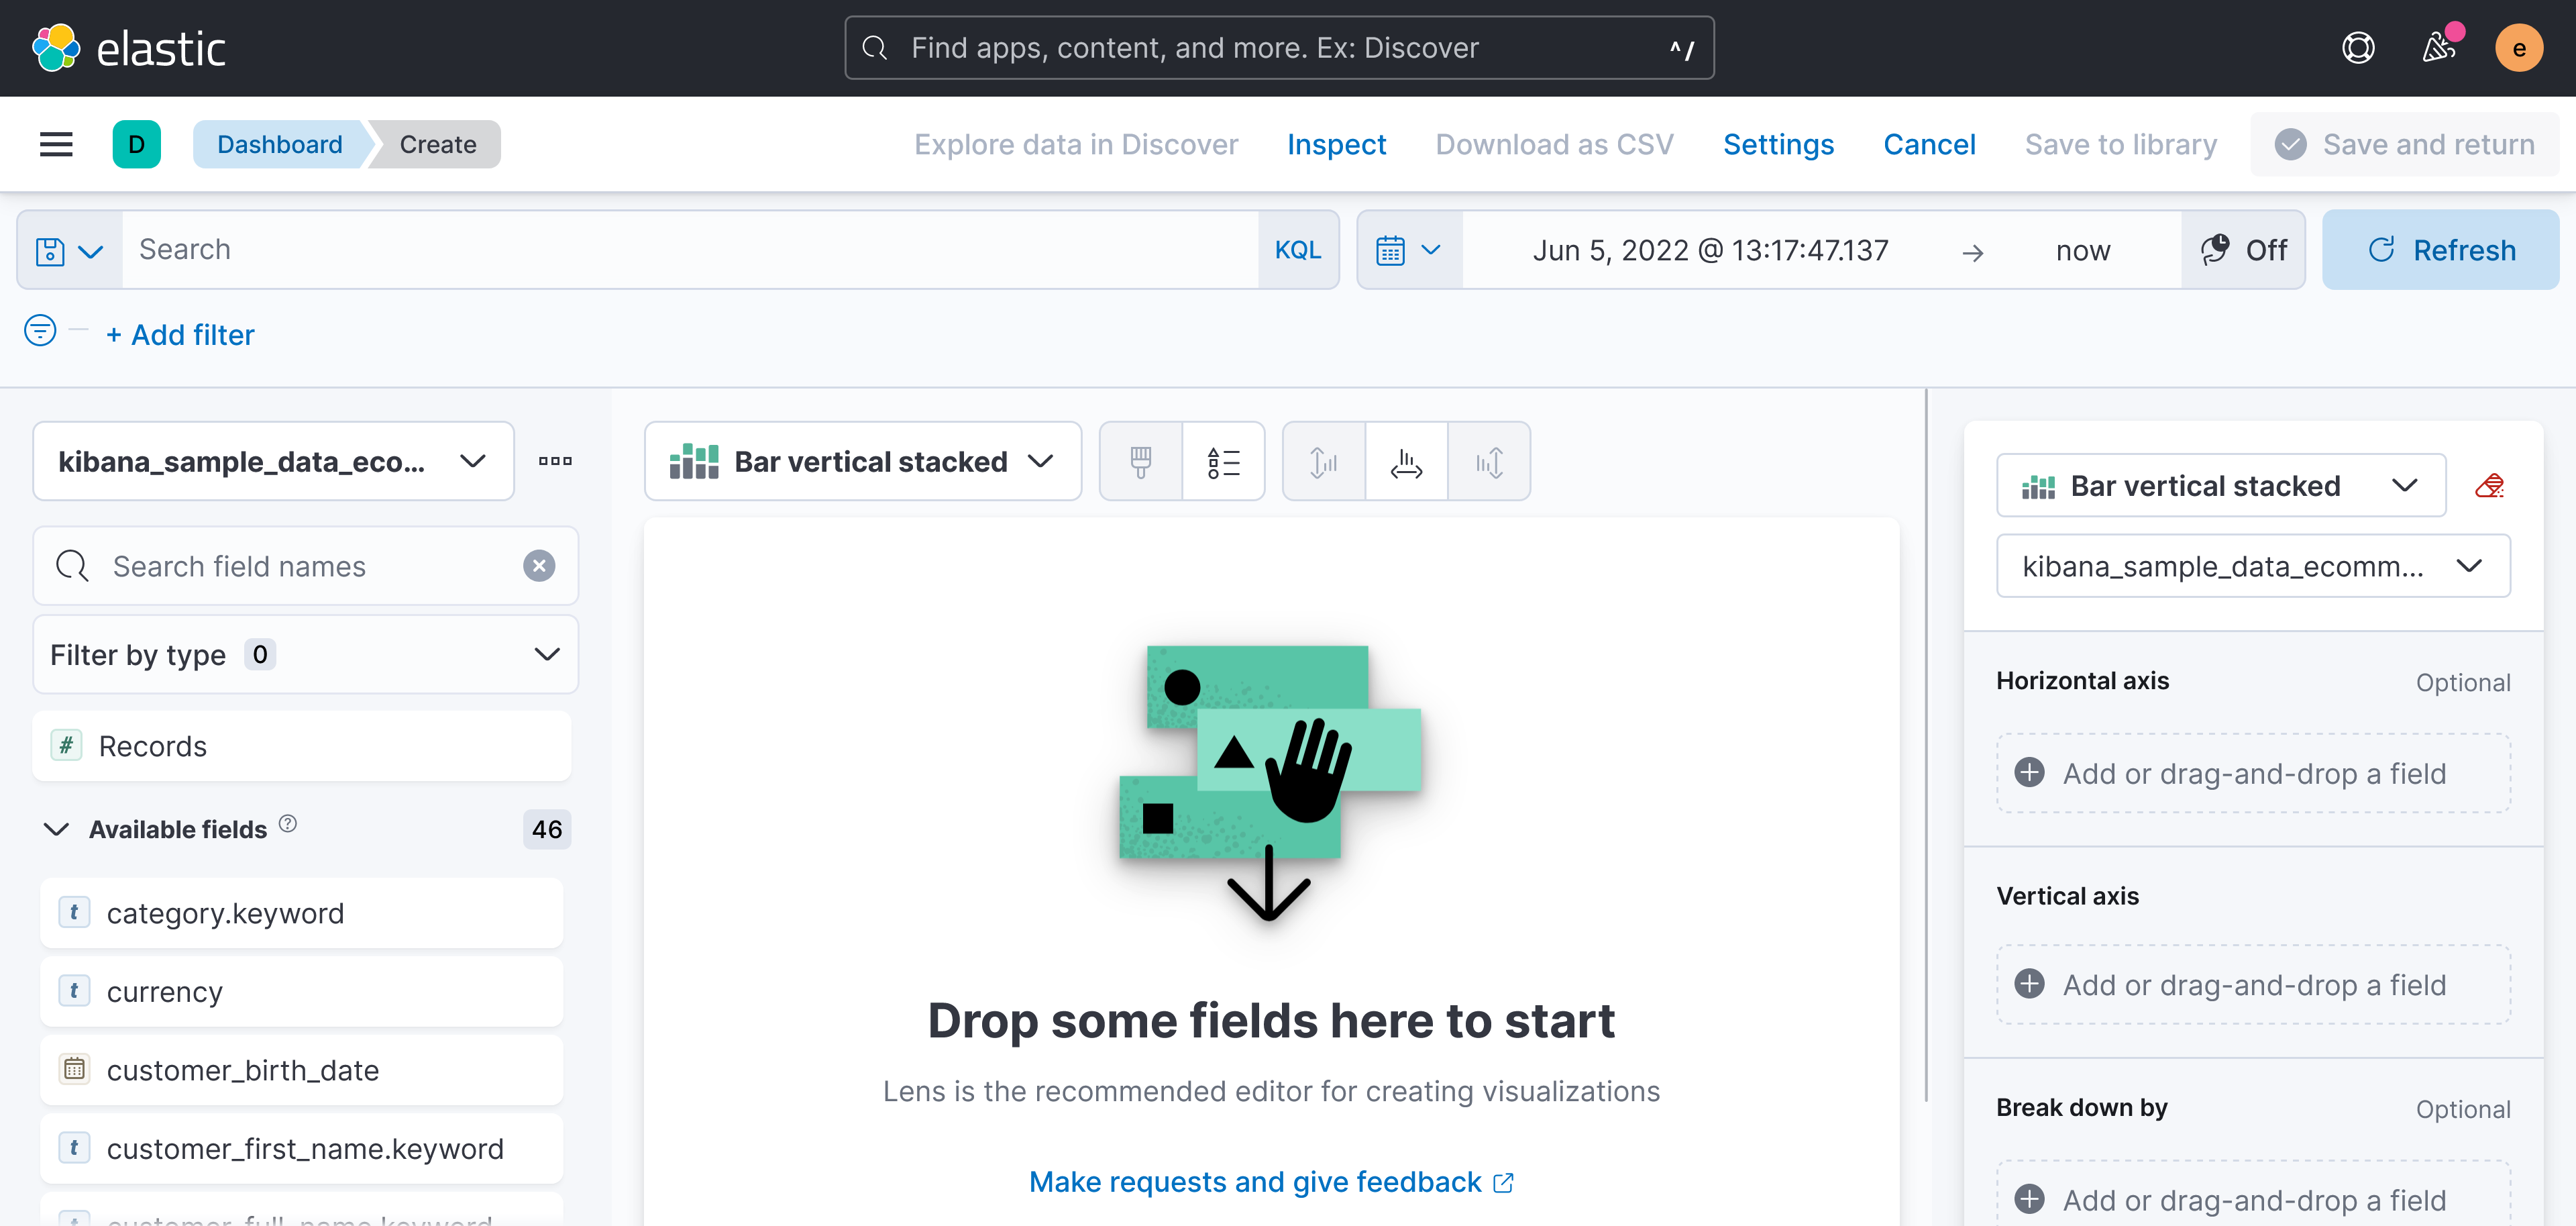 elastic
Find apps, content, and more. Ex: Discover
^/
e
D
Dashboard
Create
Explore data in Discover
Inspect
Download as CSV
Settings
Cancel
Save to library
Save and return
Search
KQL
Jun 5, 2022 @ 13:17:47.137
→
now
Off
Refresh
+ Add filter
kibana_sample_data_eco...
Search field names
Filter by type 0
# Records
Available fields ? 46
t category.keyword
t currency
customer_birth_date
t customer_first_name.keyword
t customer_full_name.keyword
Bar vertical stacked
Drop some fields here to start
Lens is the recommended editor for creating visualizations
Make requests and give feedback
Bar vertical stacked
kibana_sample_data_ecomm...
Horizontal axis
Optional
Add or drag-and-drop a field
Vertical axis
Add or drag-and-drop a field
Break down by
Optional
Add or drag-and-drop a field